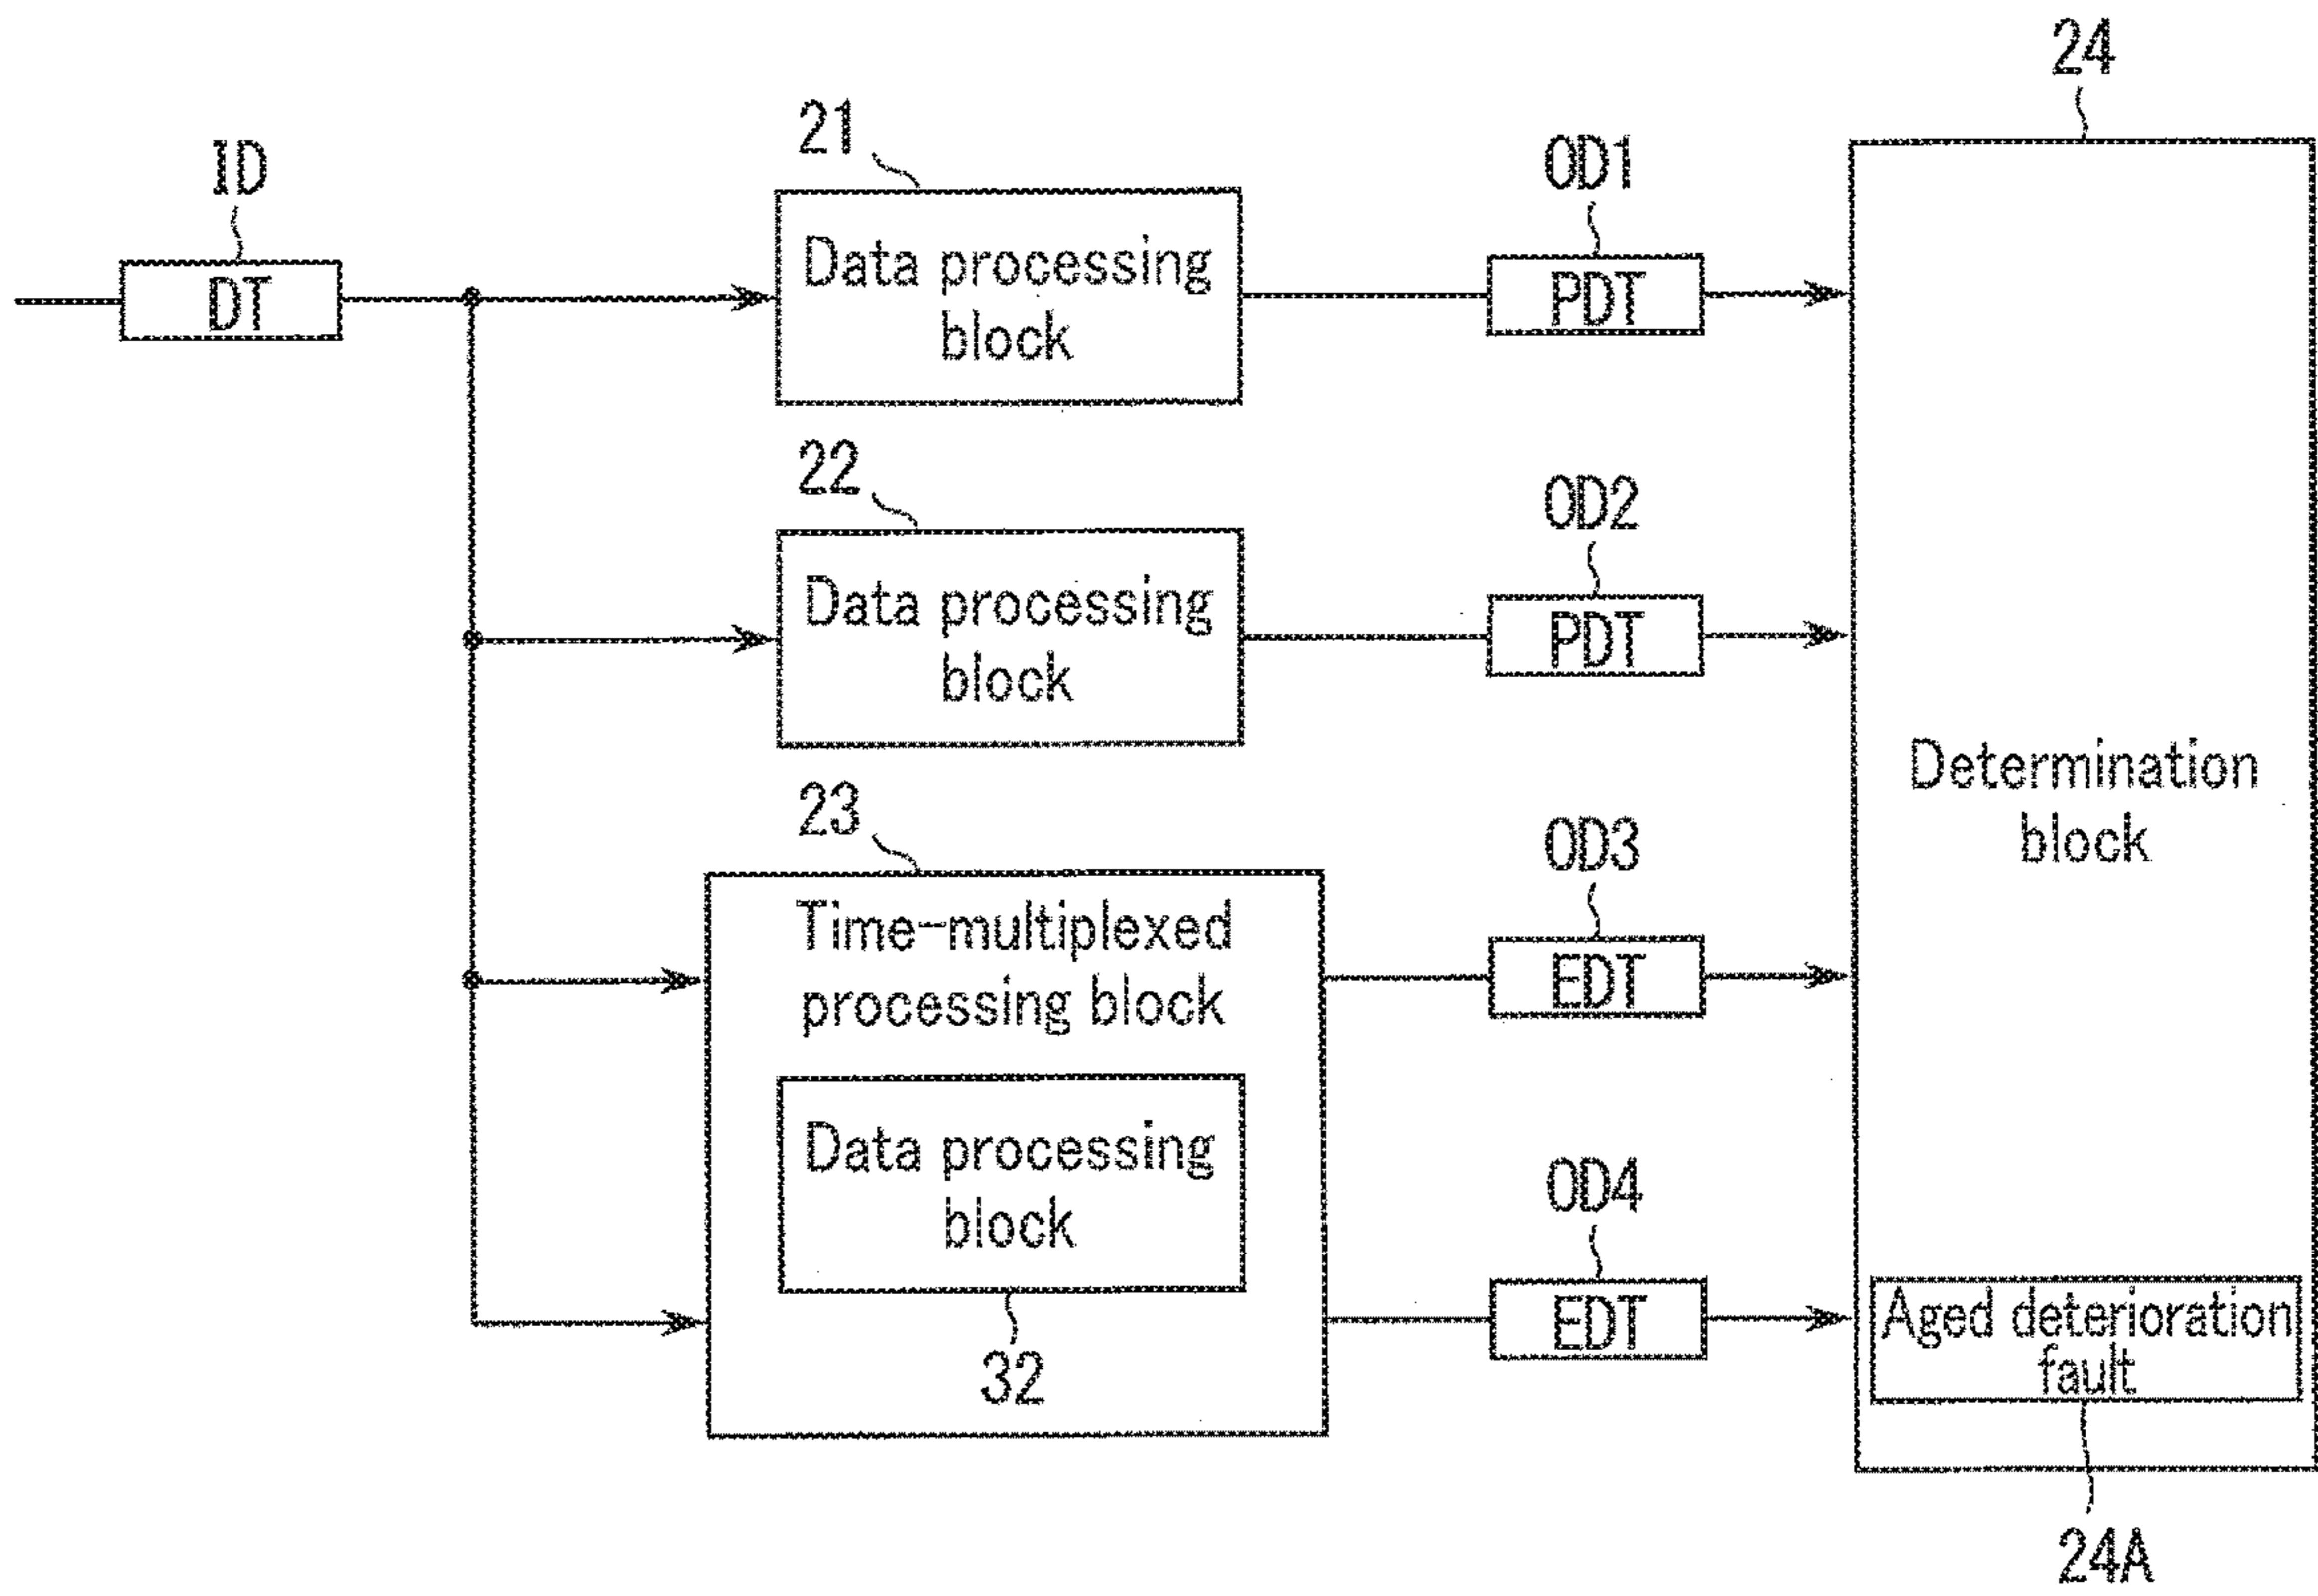 24
21
OD1
ID
Data processing
block
PDT
DT
22
OD2
Data processing
block
PDT
Determination
block
23
OD3
Time-multiplexed
processing block
EDT
Data processing
block
OD4
EDT
32
Aged deterioration
fault
24A